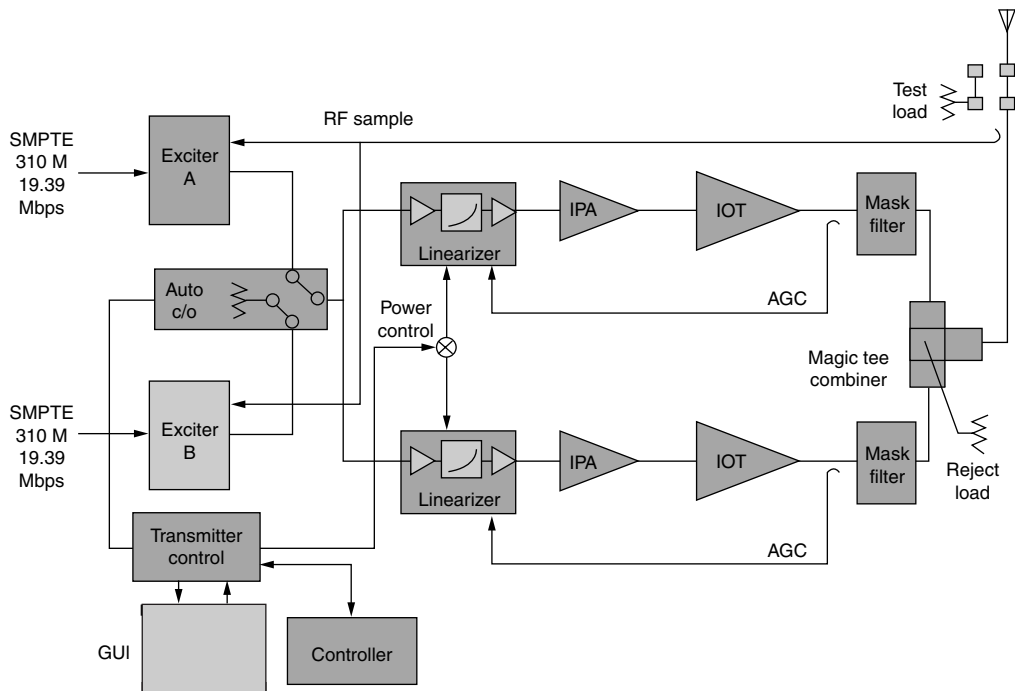 Test
load
RF sample
SMPTE
310 M
19.39
Mbps
Exciter
A
IPA
IOT
Mask
filter
Linearizer
Auto
c/o
Power
control
AGC
Magic tee
combiner
SMPTE
310 M
19.39
Mbps
Exciter
B
IPA
IOT
Mask
filter
Linearizer
Reject
load
Transmitter
control
AGC
GUI
Controller